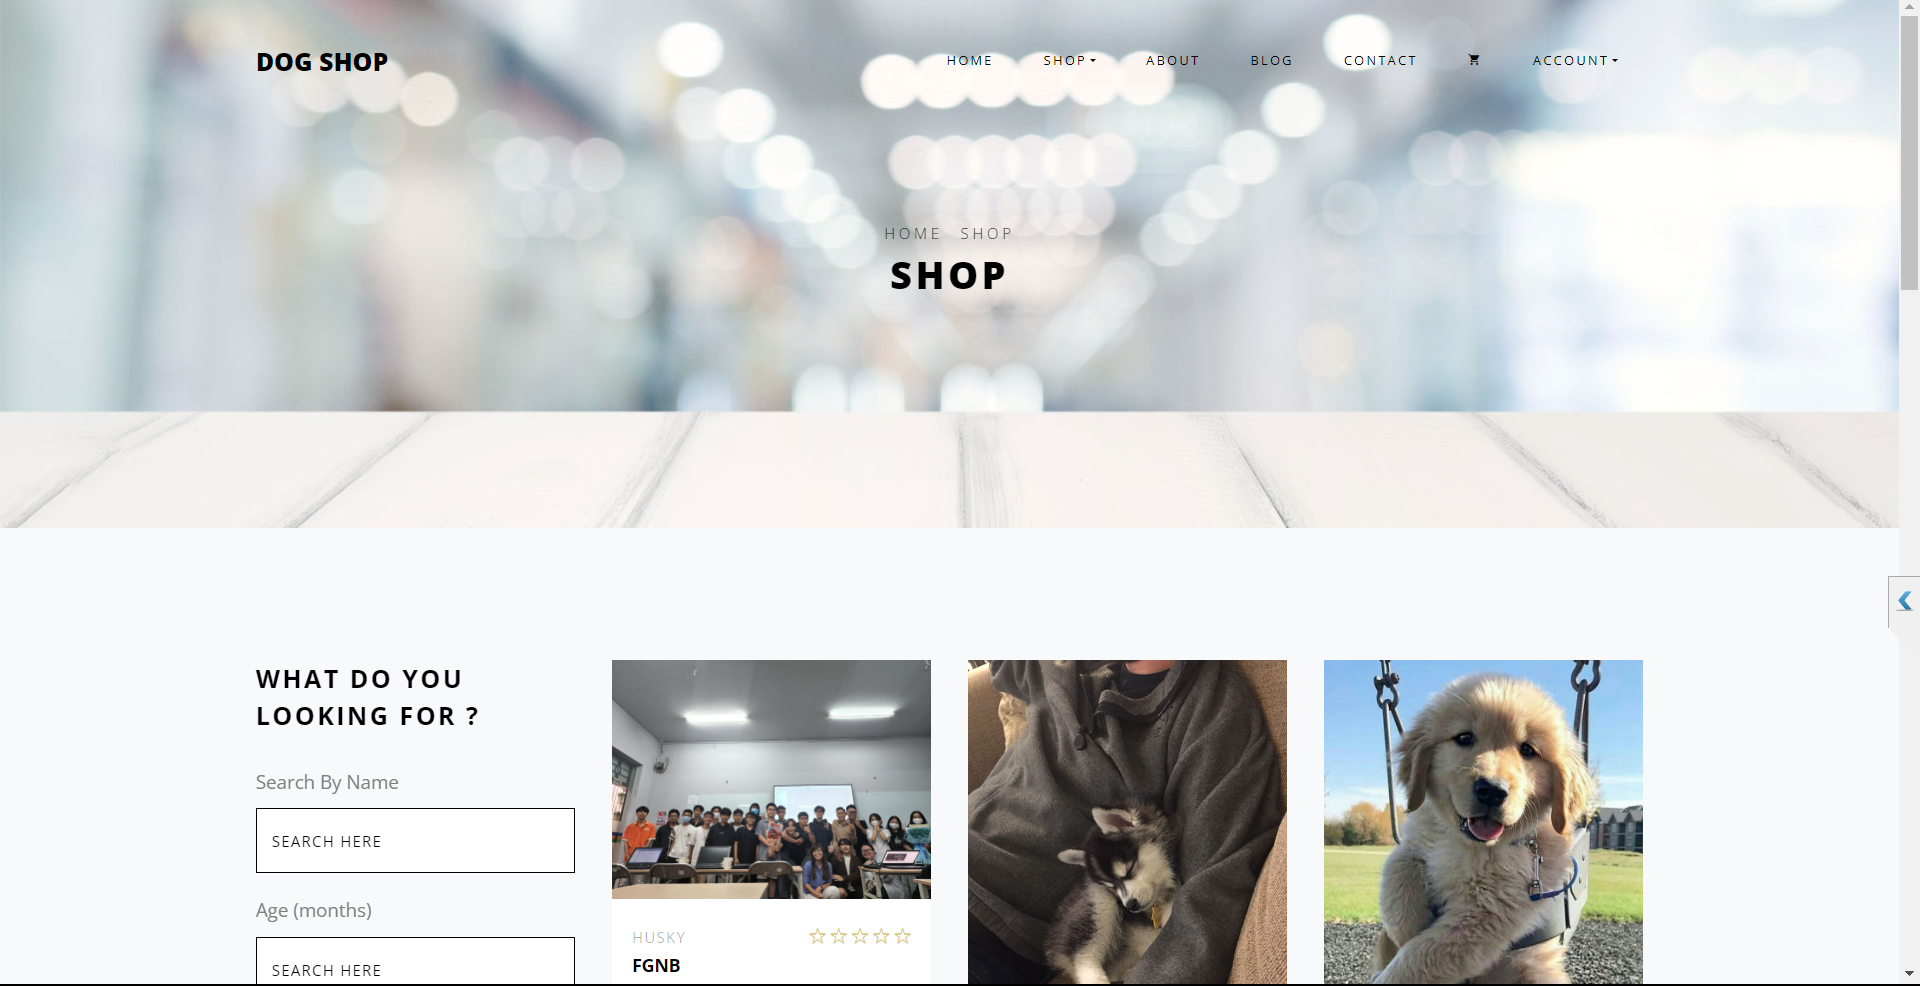 DOG SHOP
HOME SHOP ABOUT BLOG CONTACT ACCOUNT
HOME SHOP
SHOP
WHAT DO YOU
LOOKING FOR ?
Search By Name
SEARCH HERE
Age (months)
SEARCH HERE
HUSKY
FGNB